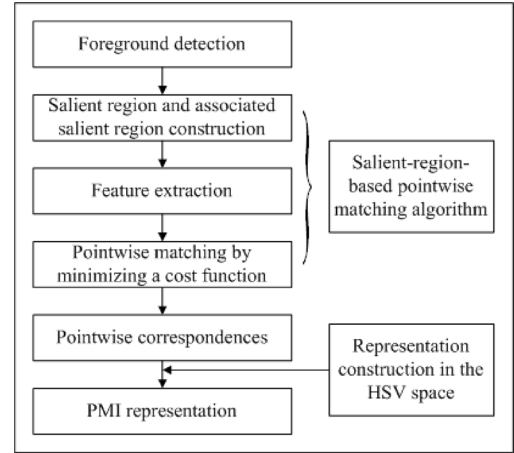 Foreground detection
Salient region and associated
salient region construction
Feature extraction
Pointwise matching by
minimizing a cost function
Salient-region-
based pointwise
matching algorithm
Pointwise correspondences
Representation
construction in the
HSV space
PMI representation